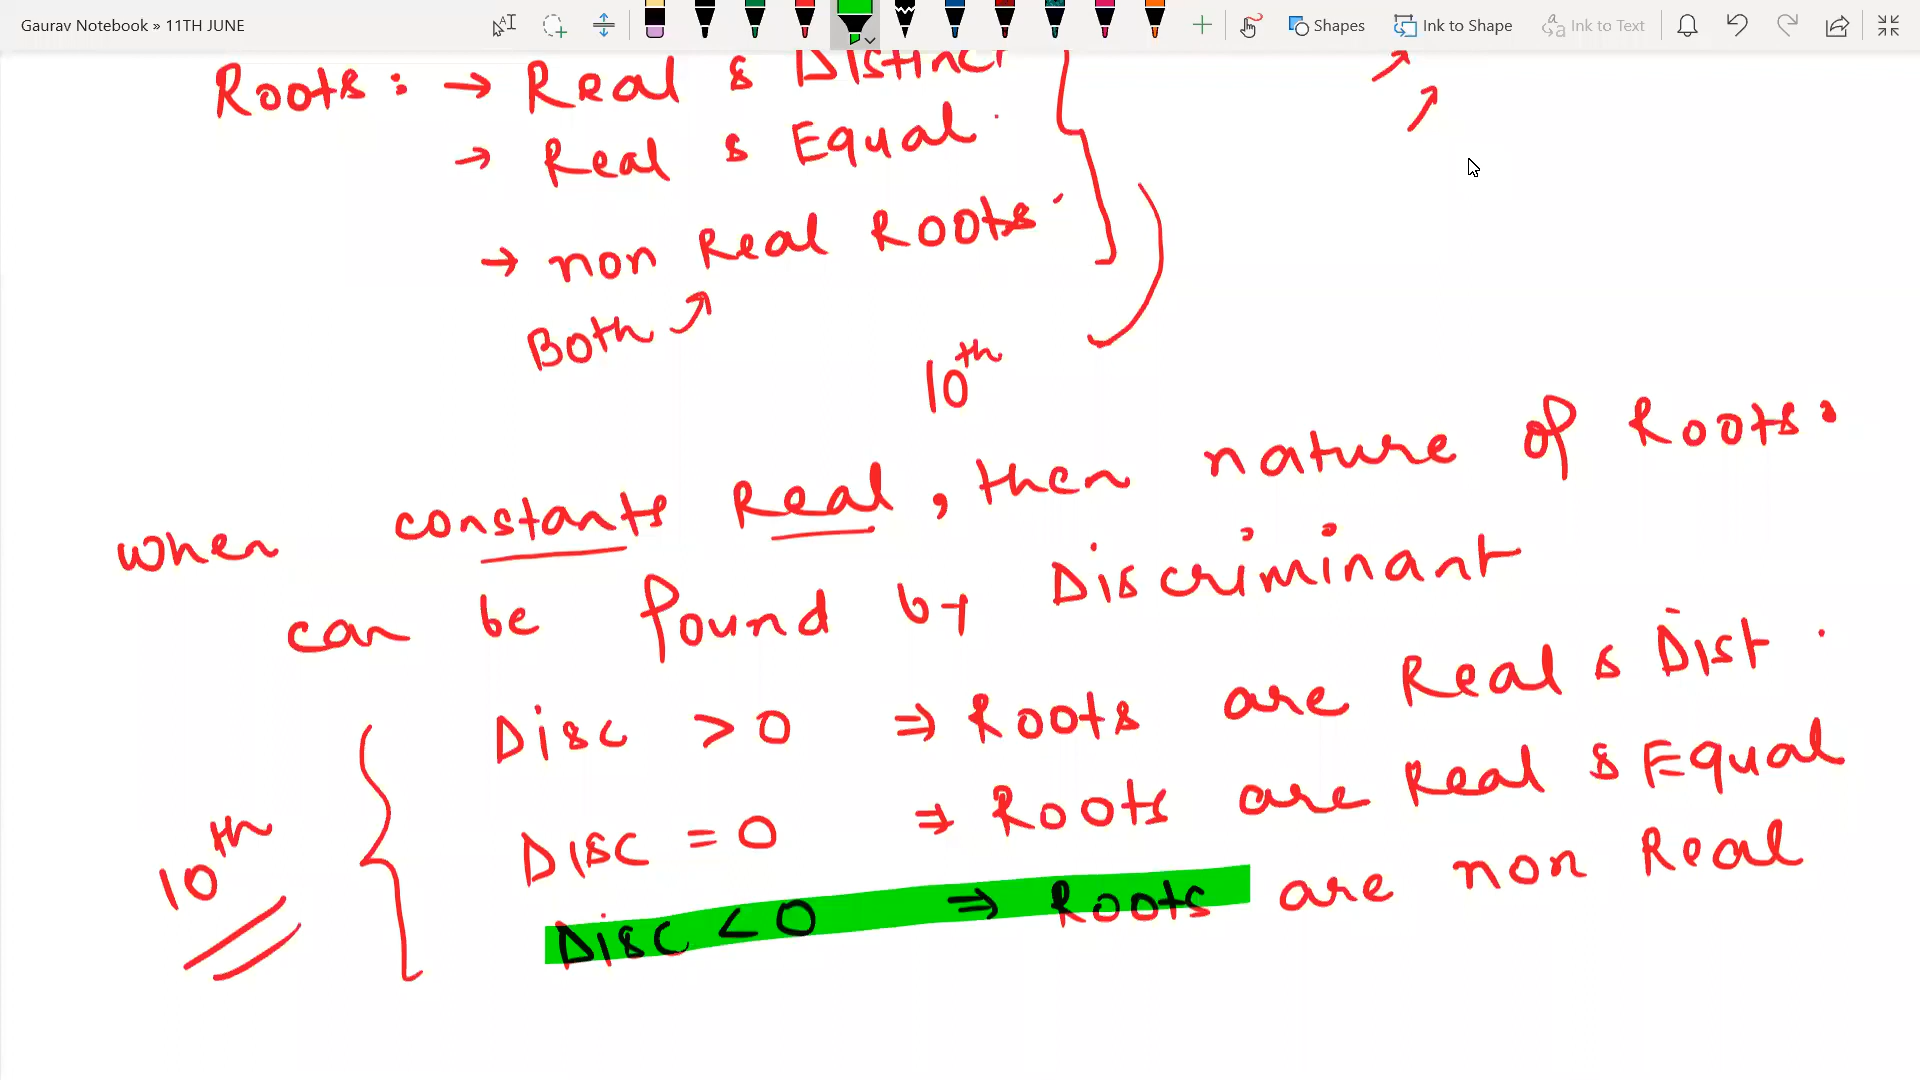 Gaurav Notebook » 11TH JUNE
Shapes
Ink to Shape
Ink to Text
Roots: → Real & Distinct
→ Real & Equal.
→ non Real Roots.
Both
10th
when constants Real, then nature of Roots:
can be found by Discriminant
Disc > 0 ⇒ Roots are Real & Dist.
Disc = 0 ⇒ Roots are Real & Equal
10th
Disc < 0 ⇒ Roots are non Real